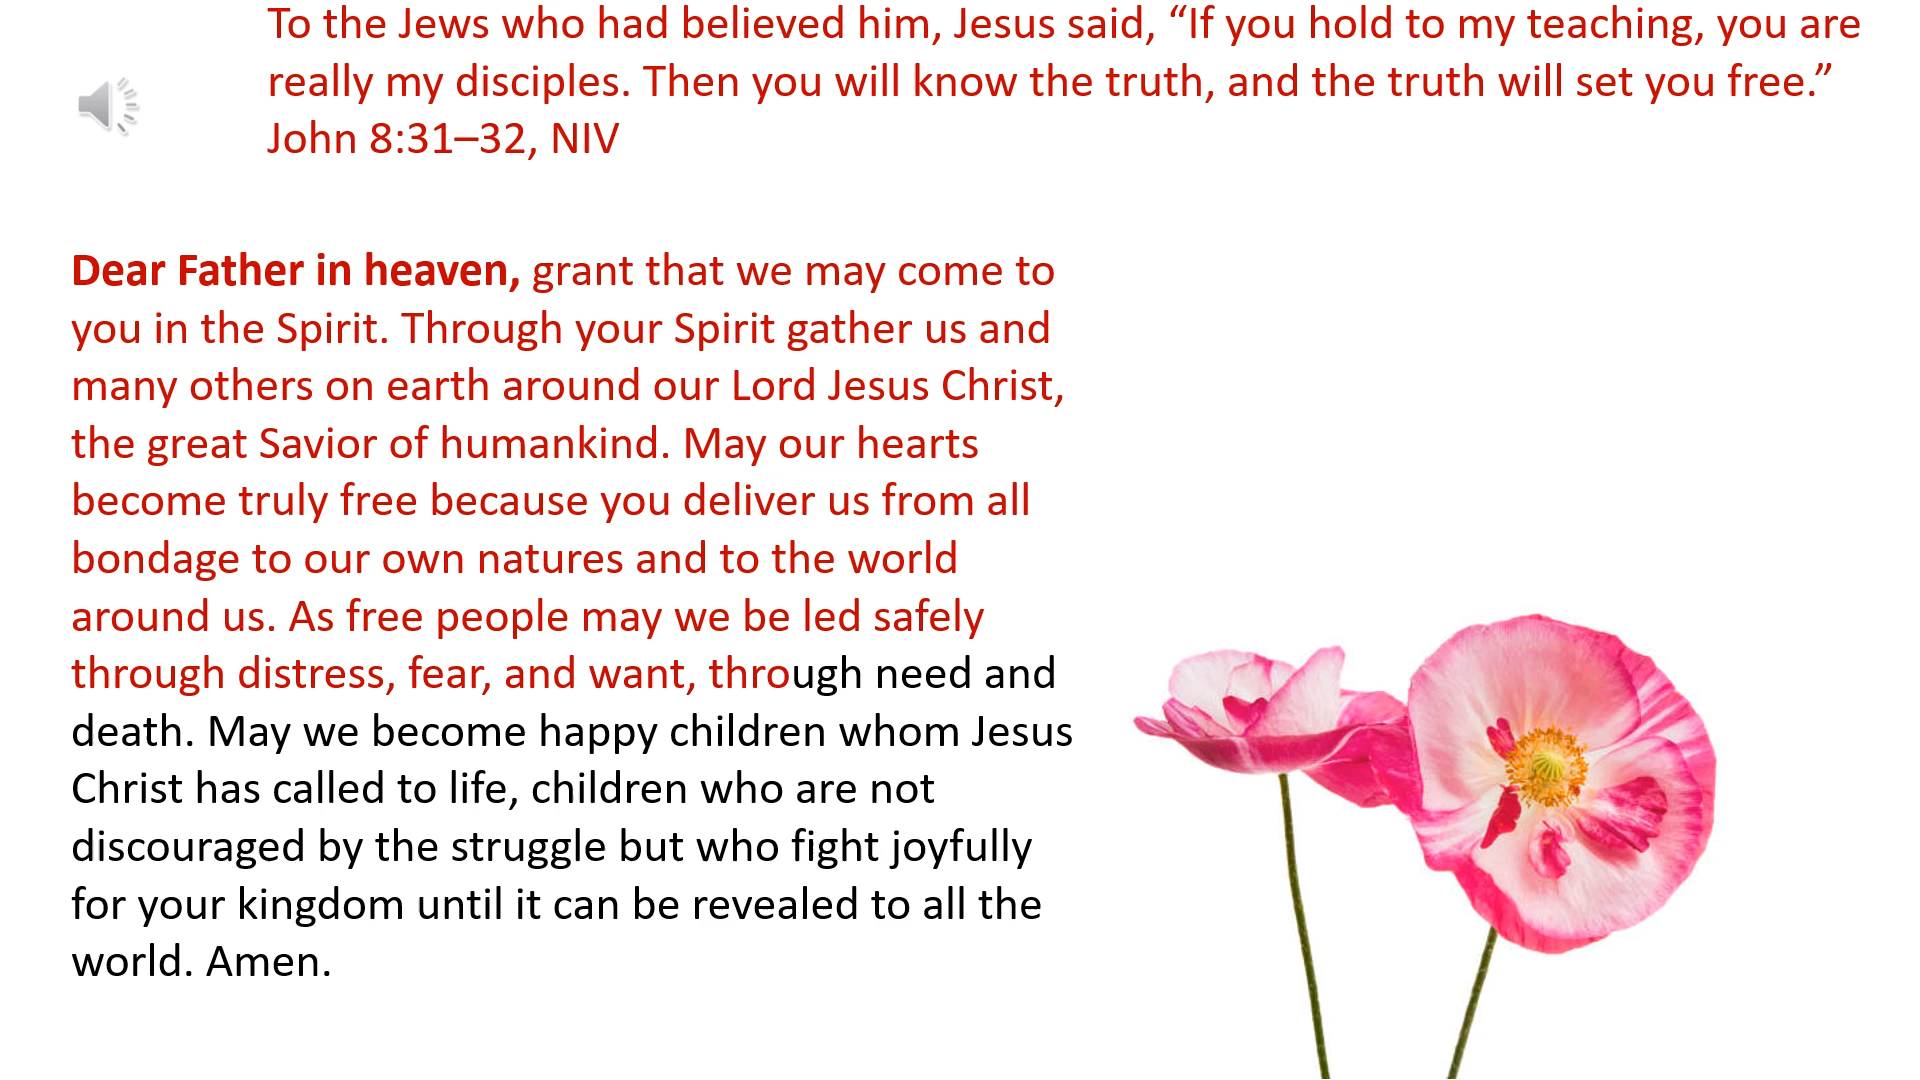 To the Jews who had believed him, Jesus said, “If you hold to my teaching, you are
really my disciples. Then you will know the truth, and the truth will set you free.”
John 8:31–32, NIV
Dear Father in heaven, grant that we may come to
you in the Spirit. Through your Spirit gather us and
many others on earth around our Lord Jesus Christ,
the great Savior of humankind. May our hearts
become truly free because you deliver us from all
bondage to our own natures and to the world
around us. As free people may we be led safely
through distress, fear, and want, through need and
death. May we become happy children whom Jesus
Christ has called to life, children who are not
discouraged by the struggle but who fight joyfully
for your kingdom until it can be revealed to all the
world. Amen.